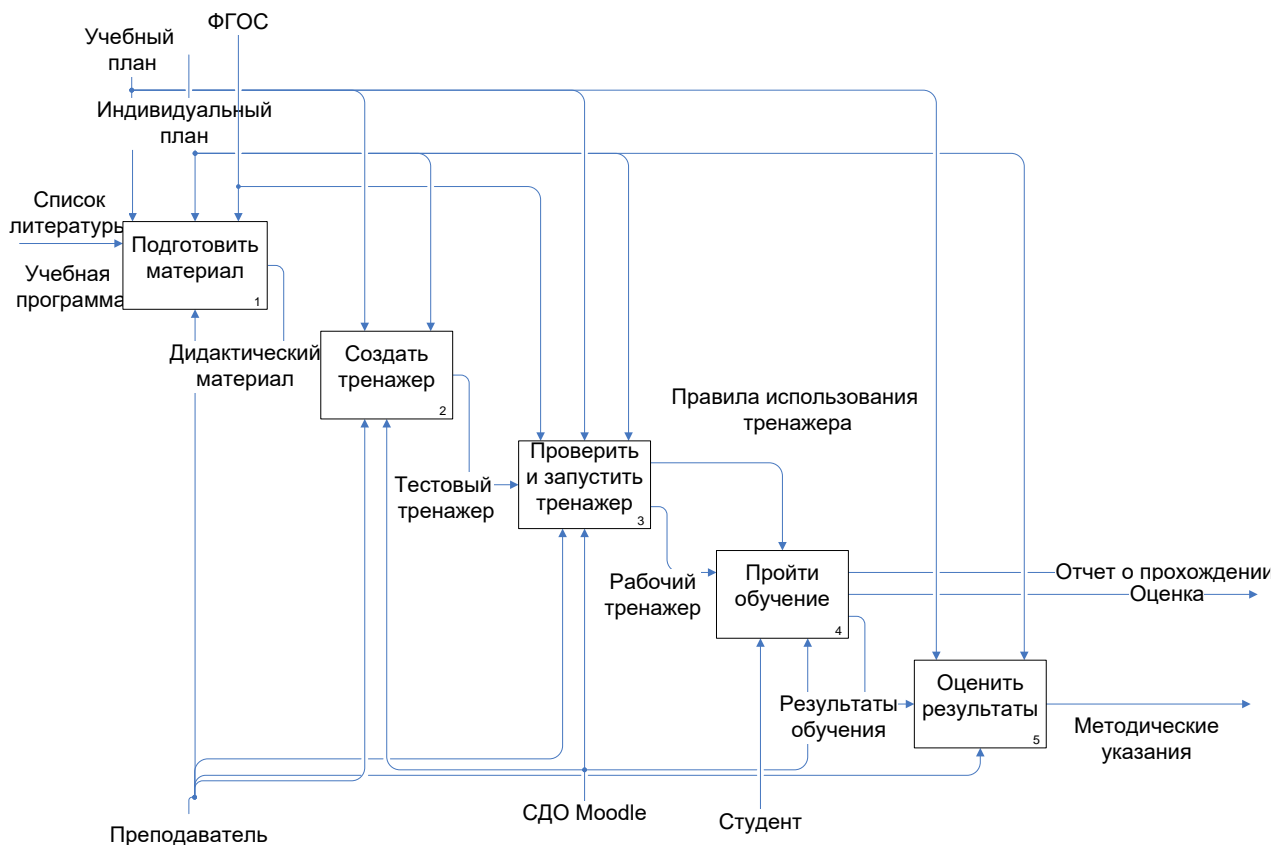 ФГОС
Учебный
план
Индивидуальный
план
Список
литературы
Учебная
программа
Подготовить
материал
1
Дидактический
материал
Создать
тренажер
2
Правила использования
тренажера
Тестовый
тренажер
Проверить
и запустить
тренажер
3
Рабочий
тренажер
Пройти
обучение
4
Отчет о прохождении
Оценка
Результаты
обучения
Оценить
результаты
5
Методические
указания
СДО Moodle
Студент
Преподаватель